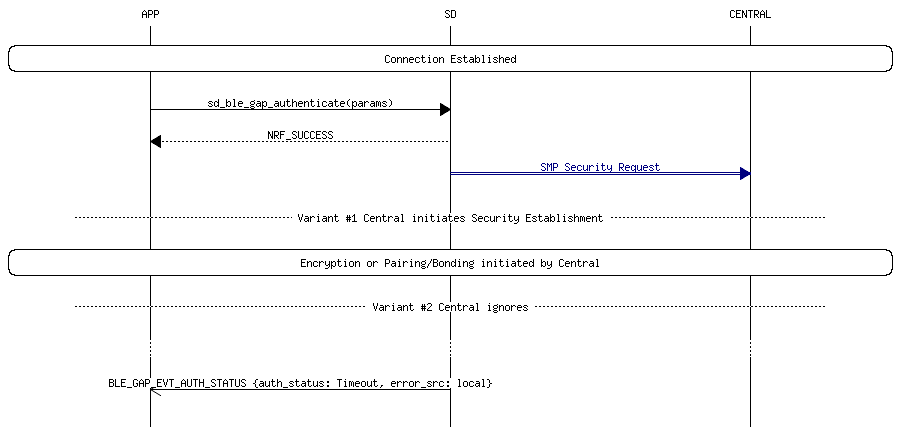 APP SD CENTRAL
Connection Established
sd_ble_gap_authenticate(params)
NRF_SUCCESS
SMP Security Request
Variant #1 Central initiates Security Establishment
Encryption or Pairing/Bonding initiated by Central
Variant #2 Central ignores
BLE_GAP_EVT_AUTH_STATUS {auth_status: Timeout, error_src: local}